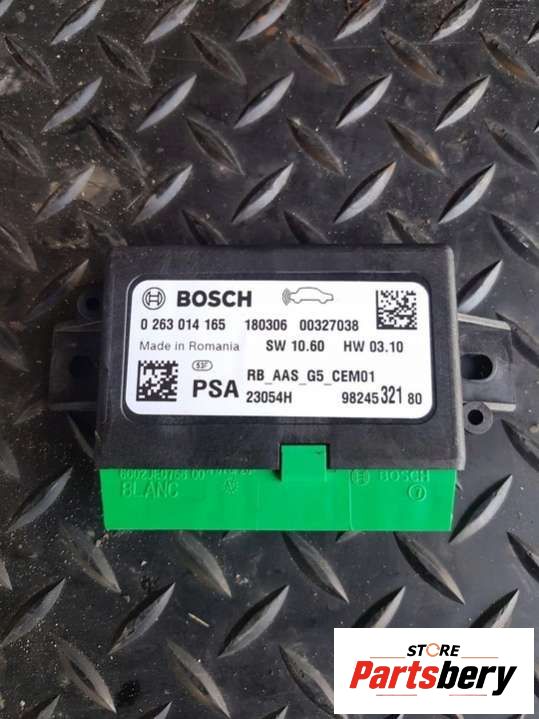 BOSCH
0 263 014 165 180306 00327038
Made in Romania SW 10.60 HW 03.10
RB_AAS_G5_CEM01
PSA 23054H 98245 321 80
BLANC
BOSCH
STORE
Partsbery